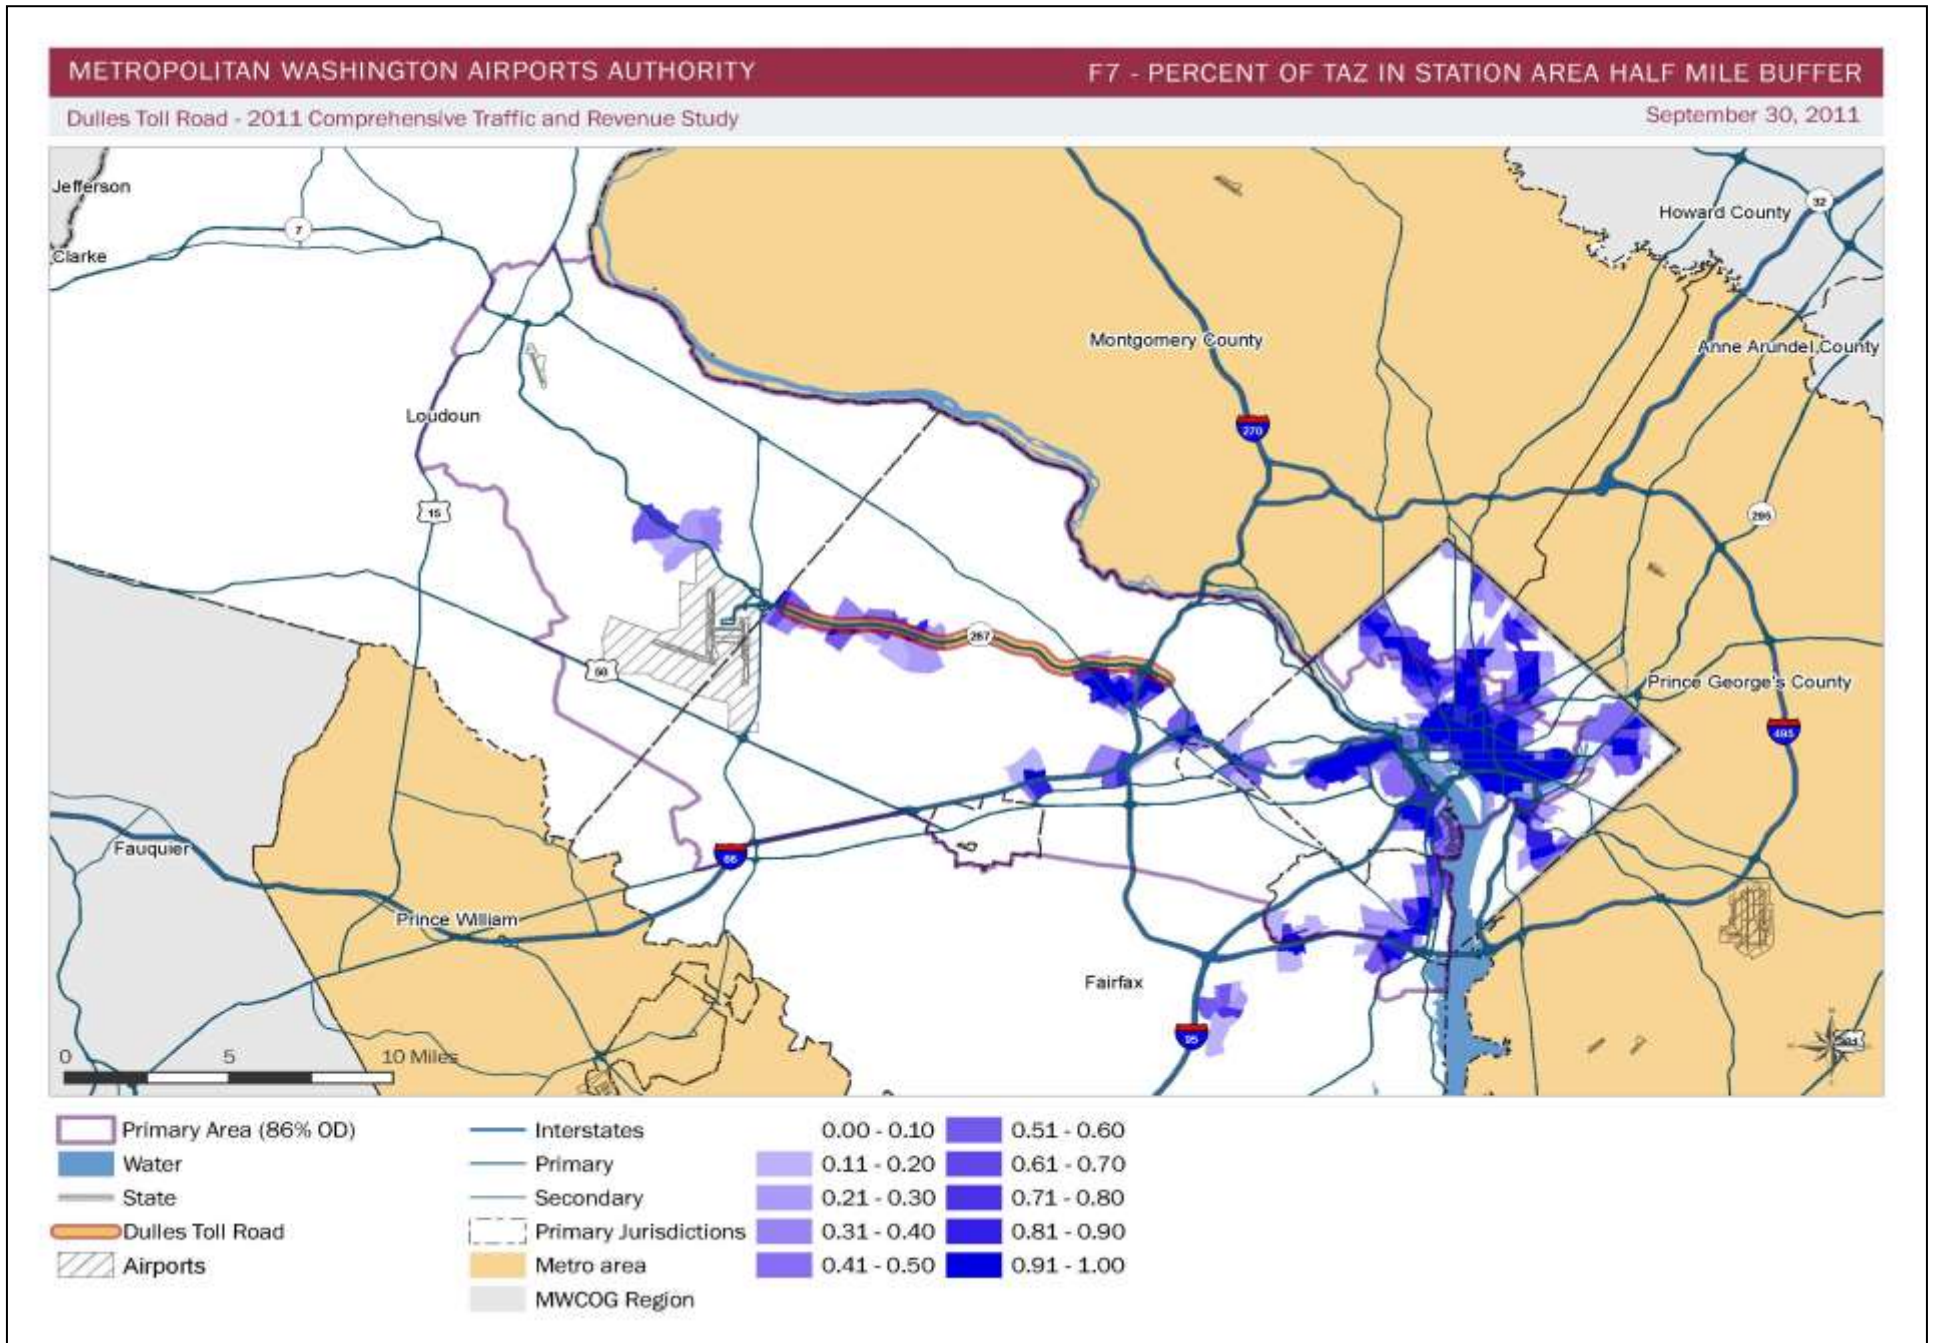 METROPOLITAN WASHINGTON AIRPORTS AUTHORITY
F7 - PERCENT OF TAZ IN STATION AREA HALF MILE BUFFER
Dulles Toll Road - 2011 Comprehensive Traffic and Revenue Study
September 30, 2011
Jefferson
Howard County
32
7
Clarke
Montgomery County
Anne Arundel County
Loudoun
270
15
295
267
50
Prince George's County
495
66
Fauquier
Prince William
Fairfax
95
0 5 10 Miles
Primary Area (86% OD)
Water
State
Dulles Toll Road
Airports
Interstates
Primary
Secondary
Primary Jurisdictions
Metro area
MWCOG Region
0.00 - 0.10
0.11 - 0.20
0.21 - 0.30
0.31 - 0.40
0.41 - 0.50
0.51 - 0.60
0.61 - 0.70
0.71 - 0.80
0.81 - 0.90
0.91 - 1.00